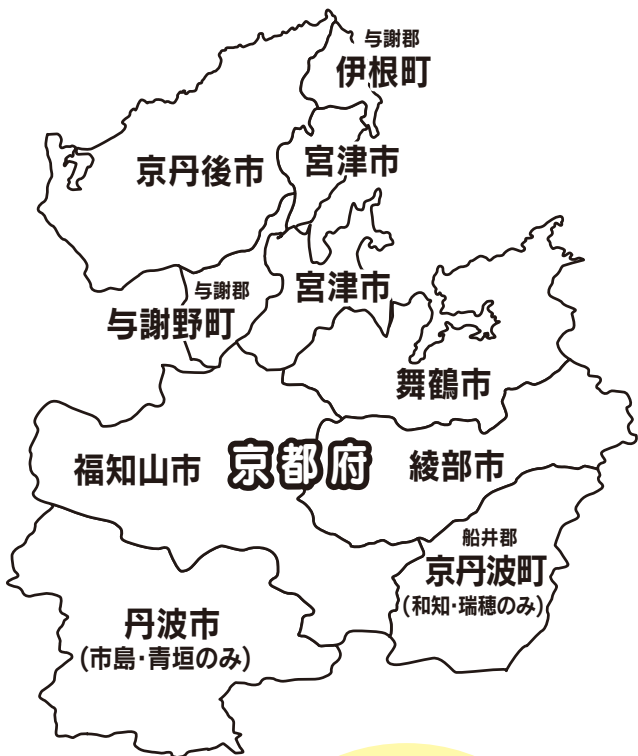 与謝郡
伊根町
京丹後市
宮津市
与謝郡
与謝野町
宮津市
舞鶴市
福知山市
京都府
綾部市
船井郡
京丹波町
(和知・瑞穂のみ)
丹波市
(市島・青垣のみ)